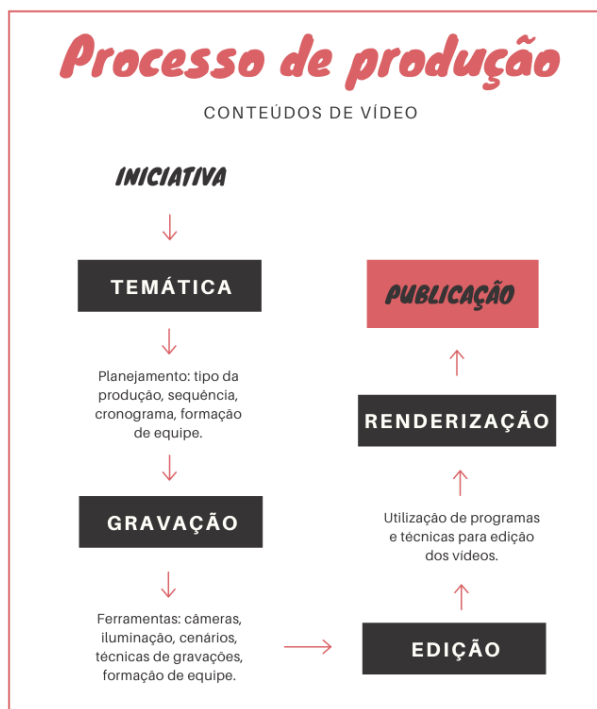 Processo de produção
CONTEÚDOS DE VÍDEO
INICIATIVA
TEMÁTICA
Planejamento: tipo da
produção, sequência,
cronograma, formação
de equipe.
GRAVAÇÃO
Ferramentas: câmeras,
iluminação, cenários,
técnicas de gravações,
formação de equipe.
EDIÇÃO
Utilização de programas
e técnicas para edição
dos vídeos.
RENDERIZAÇÃO
PUBLICAÇÃO